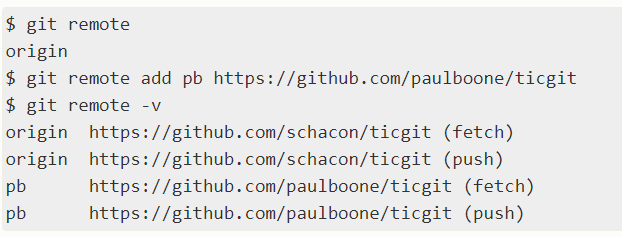 $ git remote
origin
$ git remote add pb https://github.com/paulboone/ticgit
$ git remote -v
origin  https://github.com/schacon/ticgit (fetch)
origin  https://github.com/schacon/ticgit (push)
pb      https://github.com/paulboone/ticgit (fetch)
pb      https://github.com/paulboone/ticgit (push)